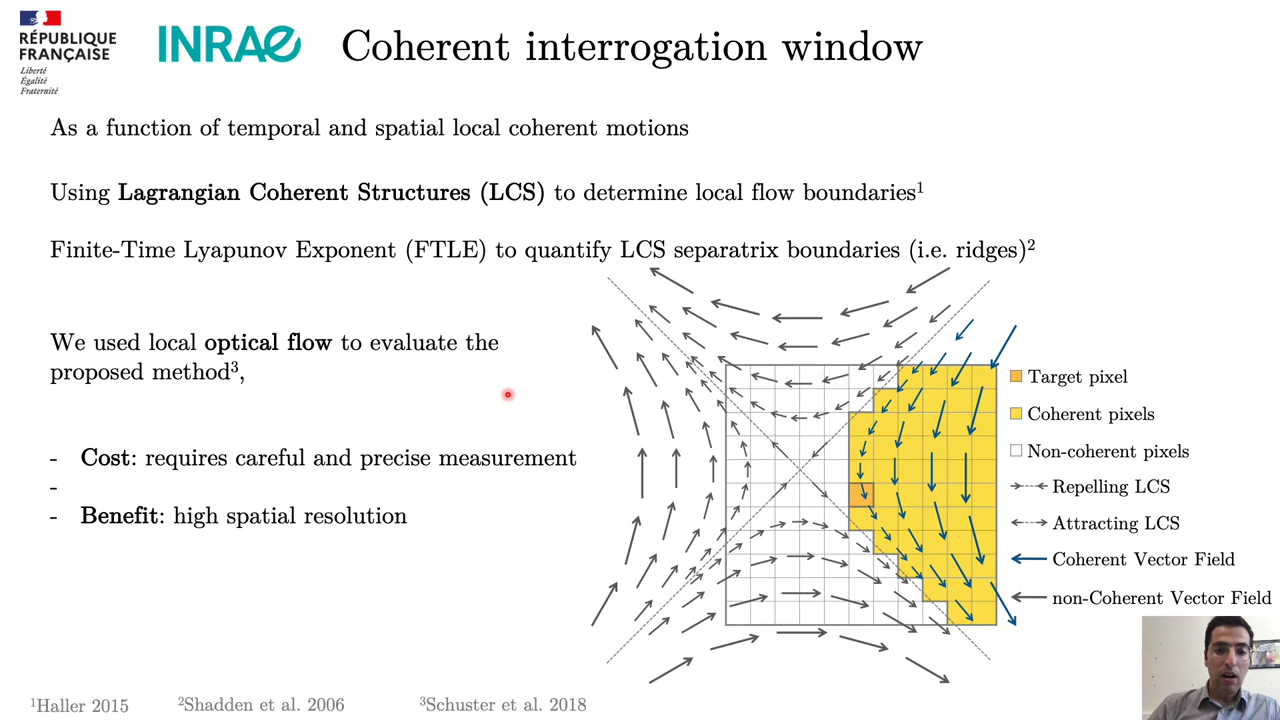 RÉPUBLIQUE
FRANÇAISE
Liberté
Égalité
Fraternité
INRAE
Coherent interrogation window
As a function of temporal and spatial local coherent motions
Using Lagrangian Coherent Structures (LCS) to determine local flow boundaries¹
Finite-Time Lyapunov Exponent (FTLE) to quantify LCS separatrix boundaries (i.e. ridges)²
We used local optical flow to evaluate the
proposed method³,
- Cost: requires careful and precise measurement
-
- Benefit: high spatial resolution
Target pixel
Coherent pixels
Non-coherent pixels
Repelling LCS
Attracting LCS
Coherent Vector Field
non-Coherent Vector Field
¹Haller 2015
²Shadden et al. 2006
³Schuster et al. 2018